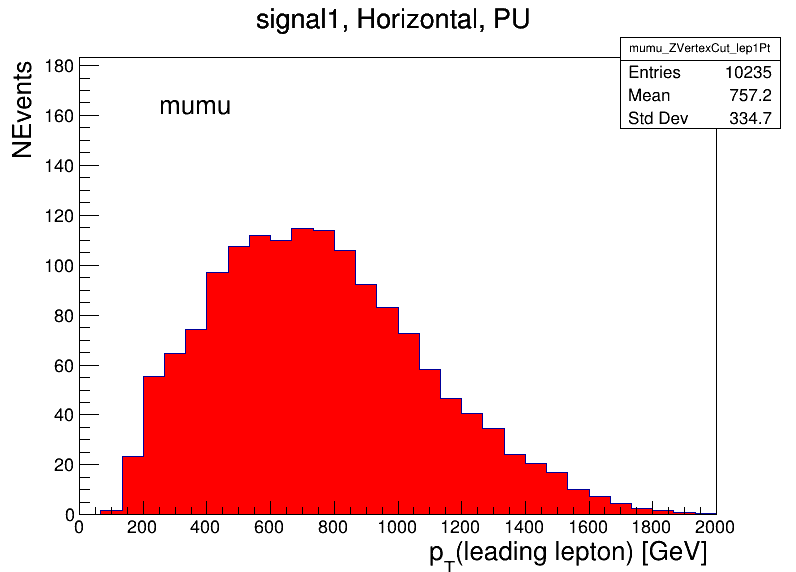 signal1, Horizontal, PU
mumu_ZVertexCut_lep1Pt
Entries 10235
Mean 757.2
Std Dev 334.7
NEvents
mumu
180
160
140
120
100
80
60
40
20
0
0 200 400 600 800 1000 1200 1400 1600 1800 2000
p_T(leading lepton) [GeV]